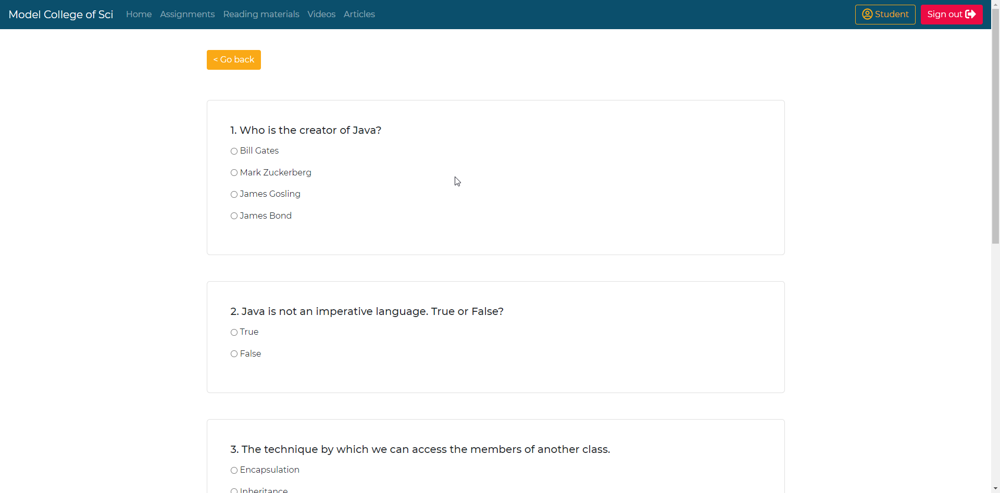 Model College of Sci Home Assignments Reading materials Videos Articles Student Sign out
< Go back
1. Who is the creator of Java?
Bill Gates
Mark Zuckerberg
James Gosling
James Bond
2. Java is not an imperative language. True or False?
True
False
3. The technique by which we can access the members of another class.
Encapsulation
Inheritance